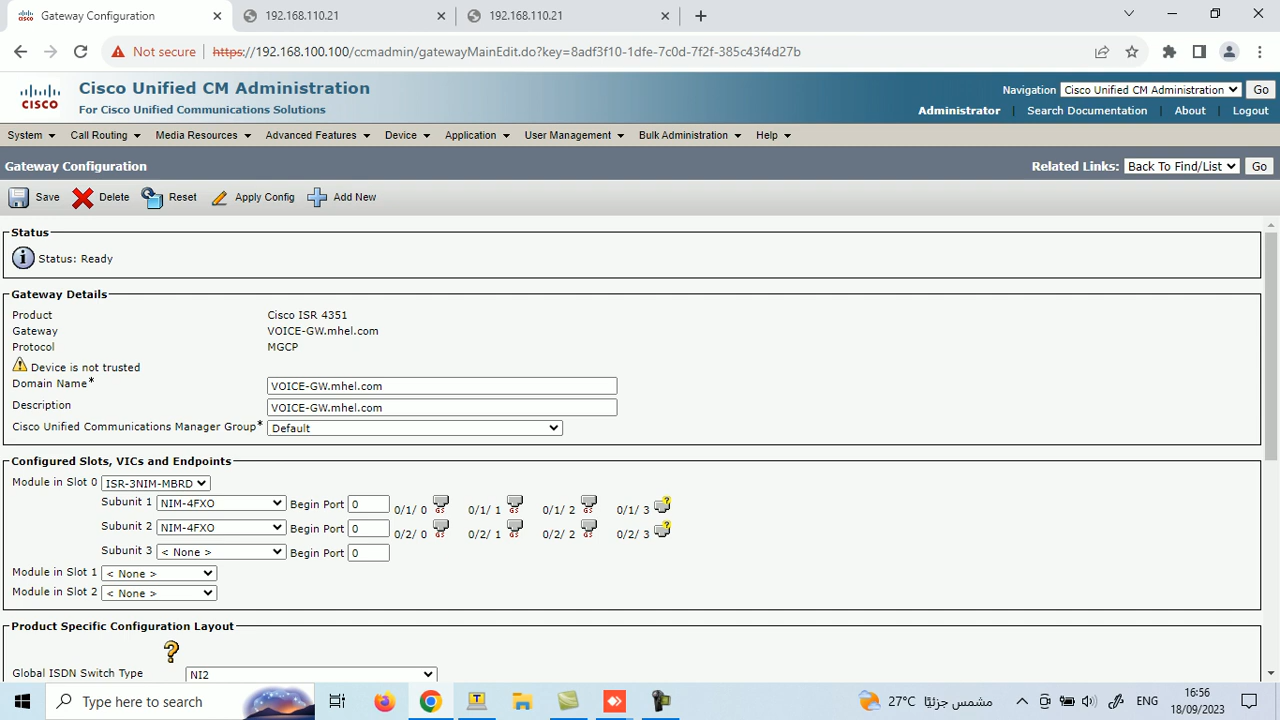 Gateway Configuration
192.168.110.21
192.168.110.21
Not secure
https://192.168.100.100/ccmadmin/gatewayMainEdit.do?key=8adf3f10-1dfe-7c0d-7f2f-385c43f4d27b
CISCO
Cisco Unified CM Administration
For Cisco Unified Communications Solutions
Navigation Cisco Unified CM Administration Go
Administrator | Search Documentation | About | Logout
System Call Routing Media Resources Advanced Features Device Application User Management Bulk Administration Help
Gateway Configuration
Related Links: Back To Find/List Go
Save Delete Reset Apply Config Add New
Status
Status: Ready
Gateway Details
Product Cisco ISR 4351
Gateway VOICE-GW.mhel.com
Protocol MGCP
Device is not trusted
Domain Name* VOICE-GW.mhel.com
Description VOICE-GW.mhel.com
Cisco Unified Communications Manager Group* Default
Configured Slots, VICs and Endpoints
Module in Slot 0 ISR-3NIM-MBRD
Subunit 1 NIM-4FXO Begin Port 0 0/1/ 0 GS 0/1/ 1 GS 0/1/ 2 GS 0/1/ 3 ?
Subunit 2 NIM-4FXO Begin Port 0 0/2/ 0 GS 0/2/ 1 GS 0/2/ 2 GS 0/2/ 3 ?
Subunit 3 < None > Begin Port 0
Module in Slot 1 < None >
Module in Slot 2 < None >
Product Specific Configuration Layout
?
Global ISDN Switch Type NI2
Type here to search
27°C مشمس جزئيًا
ENG
16:56
18/09/2023